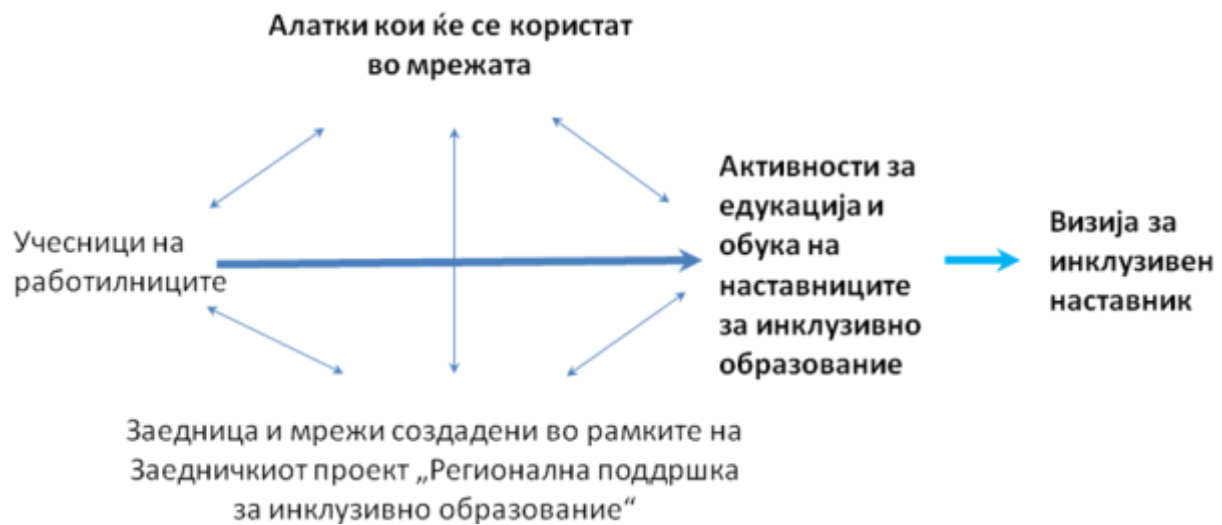 Алатки кои ќе се користат
во мрежата
Учесници на
работилниците
Активности за
едукација и
обука на
наставниците
за инклузивно
образование
Визија за
инклузивен
наставник
Заедница и мрежи создадени во рамките на
Заедничкиот проект „Регионална поддршка
за инклузивно образование“